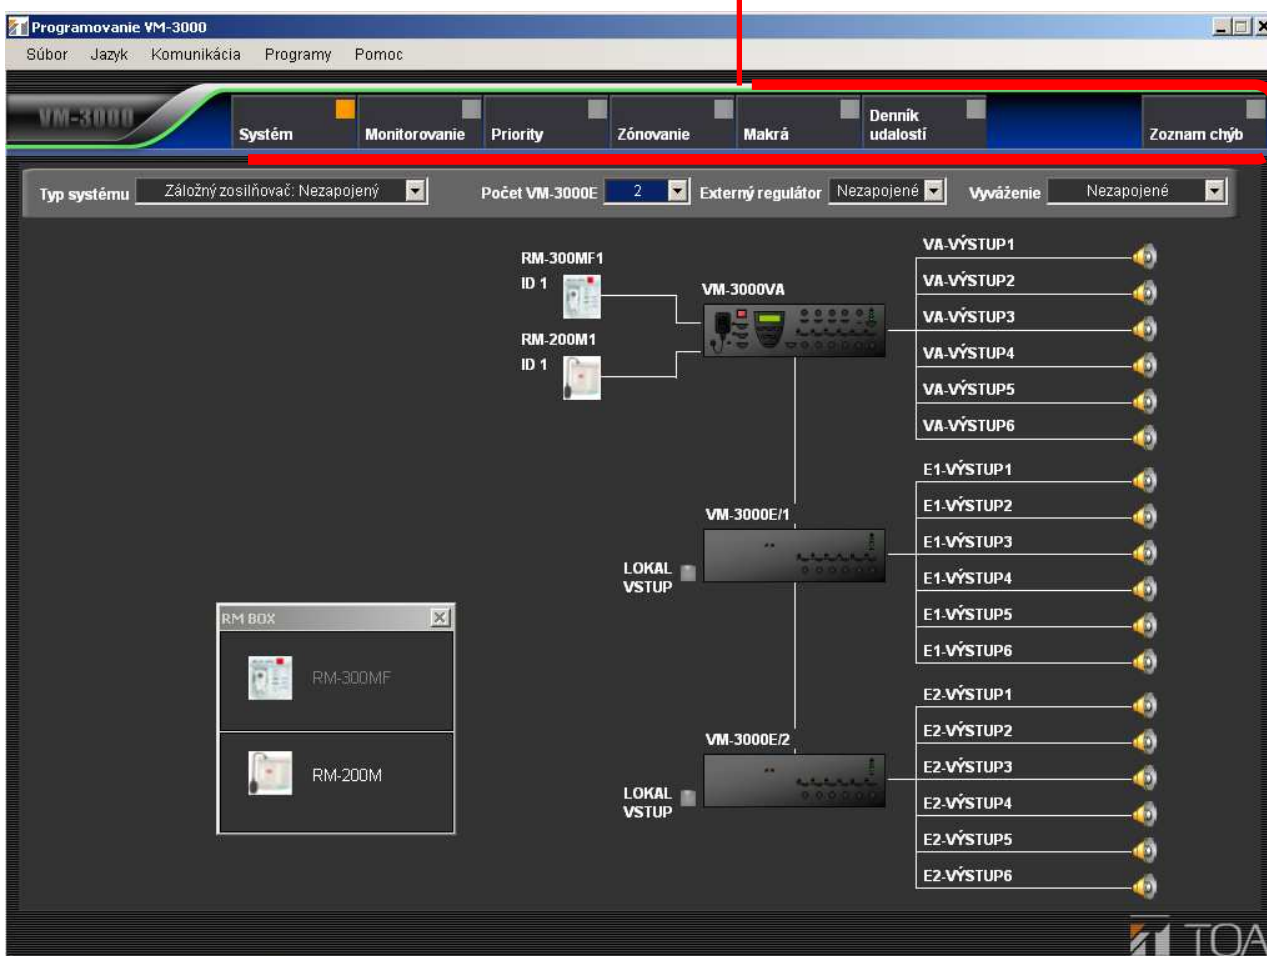 Programovanie VM-3000
Súbor Jazyk Komunikácia Programy Pomoc
VM-3000
Systém Monitorovanie Priority Zónovanie Makrá Denník udalostí Zoznam chýb
Typ systému Záložný zosilňovač: Nezapojený Počet VM-3000E 2 Externý regulátor Nezapojené Vyváženie Nezapojené
RM-300MF1
ID 1
RM-200M1
ID 1
VM-3000VA
VA-VÝSTUP1
VA-VÝSTUP2
VA-VÝSTUP3
VA-VÝSTUP4
VA-VÝSTUP5
VA-VÝSTUP6
VM-3000E/1
LOKAL
VSTUP
E1-VÝSTUP1
E1-VÝSTUP2
E1-VÝSTUP3
E1-VÝSTUP4
E1-VÝSTUP5
E1-VÝSTUP6
RM BOX
RM-300MF
RM-200M
VM-3000E/2
LOKAL
VSTUP
E2-VÝSTUP1
E2-VÝSTUP2
E2-VÝSTUP3
E2-VÝSTUP4
E2-VÝSTUP5
E2-VÝSTUP6
TOA